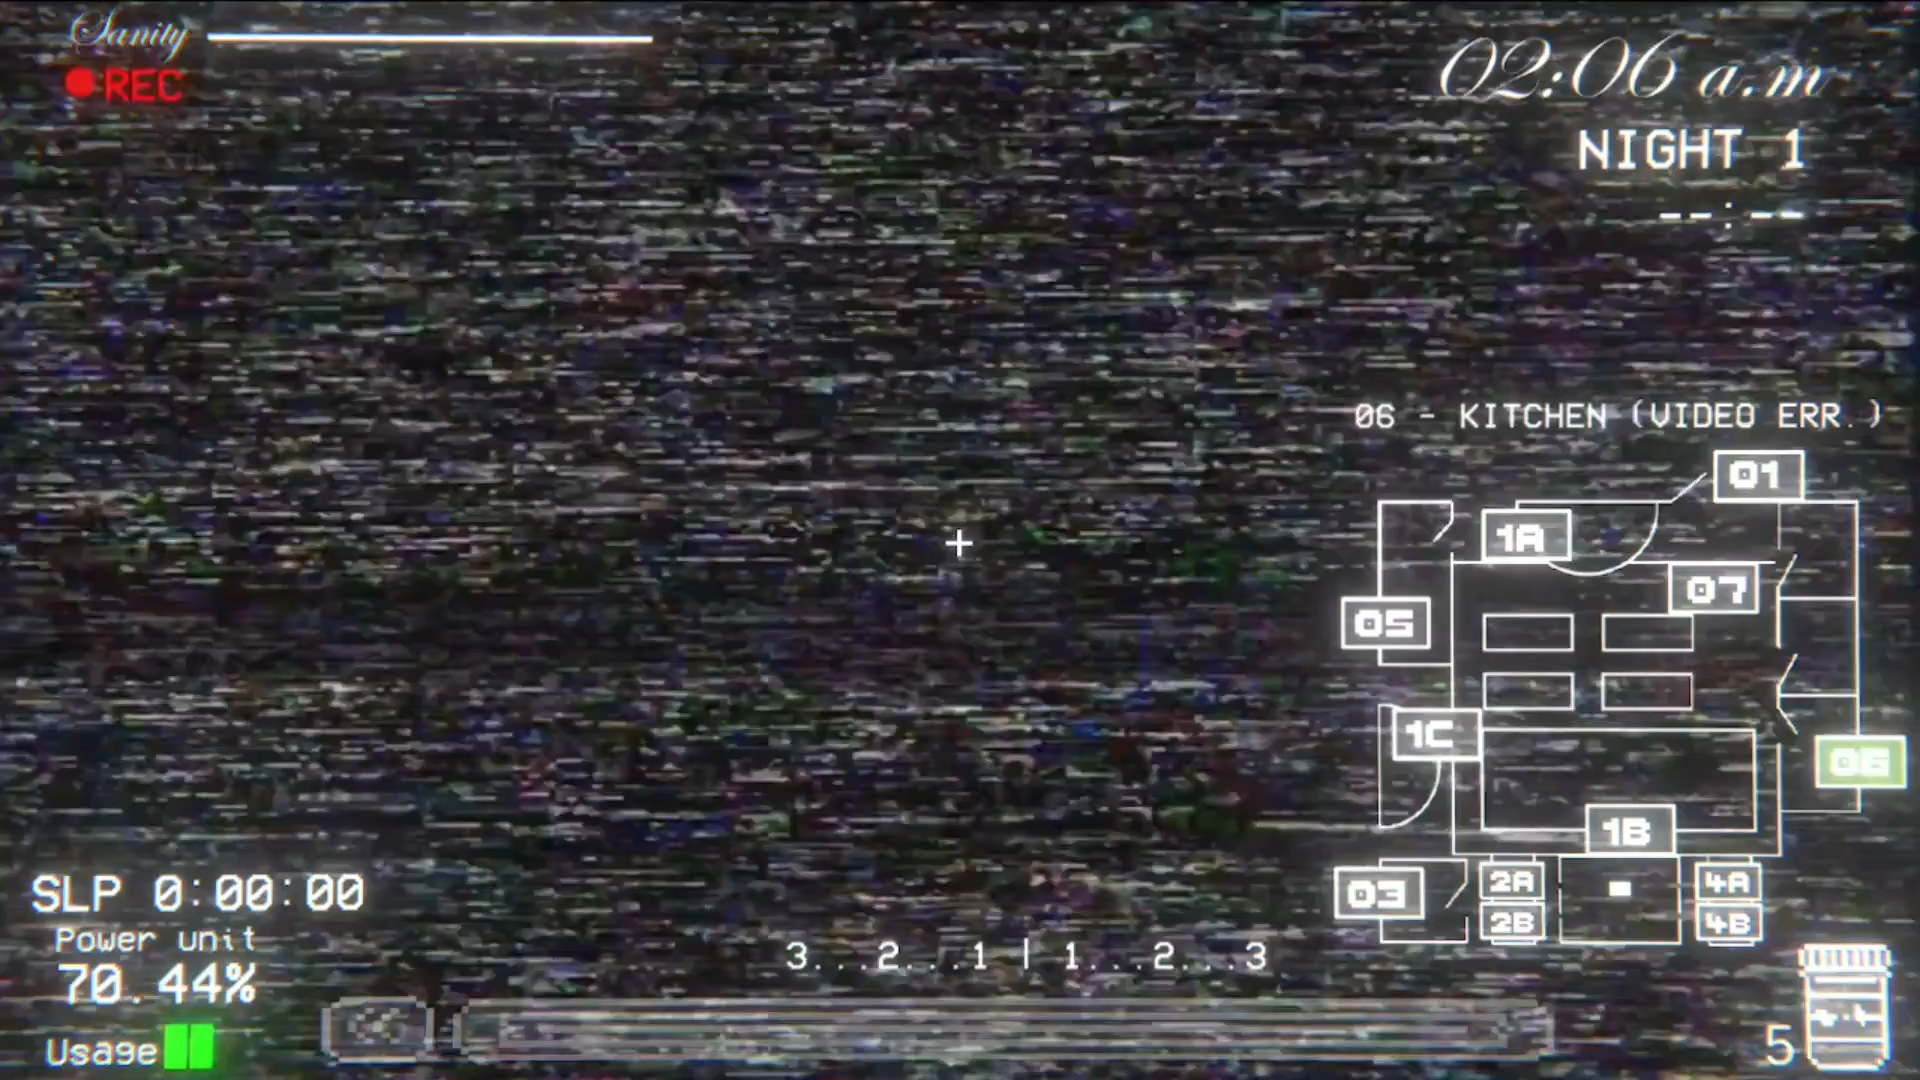 Sanity
REC
02:06 a.m
NIGHT 1
--:--
06 - KITCHEN (VIDEO ERR.)
01
1A
07
05
1C
06
1B
03
2A
4A
2B
4B
SLP 0:00:00
Power unit
70.44%
Usage
3...2...1 | 1...2...3
5